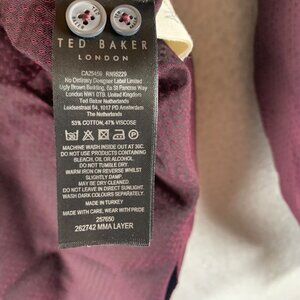 TED BAKER
LONDON
CA25459 RN95229
No Ordinary Designer Label Limited
Ugly Brown Building, 6a St Pancras Way
London NW1 0TB, United Kingdom
Ted Baker Netherlands
Leidsestraat 64, 1017 PD Amsterdam
The Netherlands
53% COTTON, 47% VISCOSE
MACHINE WASH INSIDE OUT AT 30C.
DO NOT USE PRODUCTS CONTAINING
BLEACH, OIL OR ALCOHOL.
DO NOT TUMBLE DRY.
WARM IRON ON REVERSE WHILST
SLIGHTLY DAMP.
MAY BE DRY CLEANED.
DO NOT LEAVE IN DIRECT SUNLIGHT.
WASH DARK COLOURS SEPARATELY.
MADE IN TURKEY
MADE WITH CARE, WEAR WITH PRIDE
257650
262742 MMA LAYER